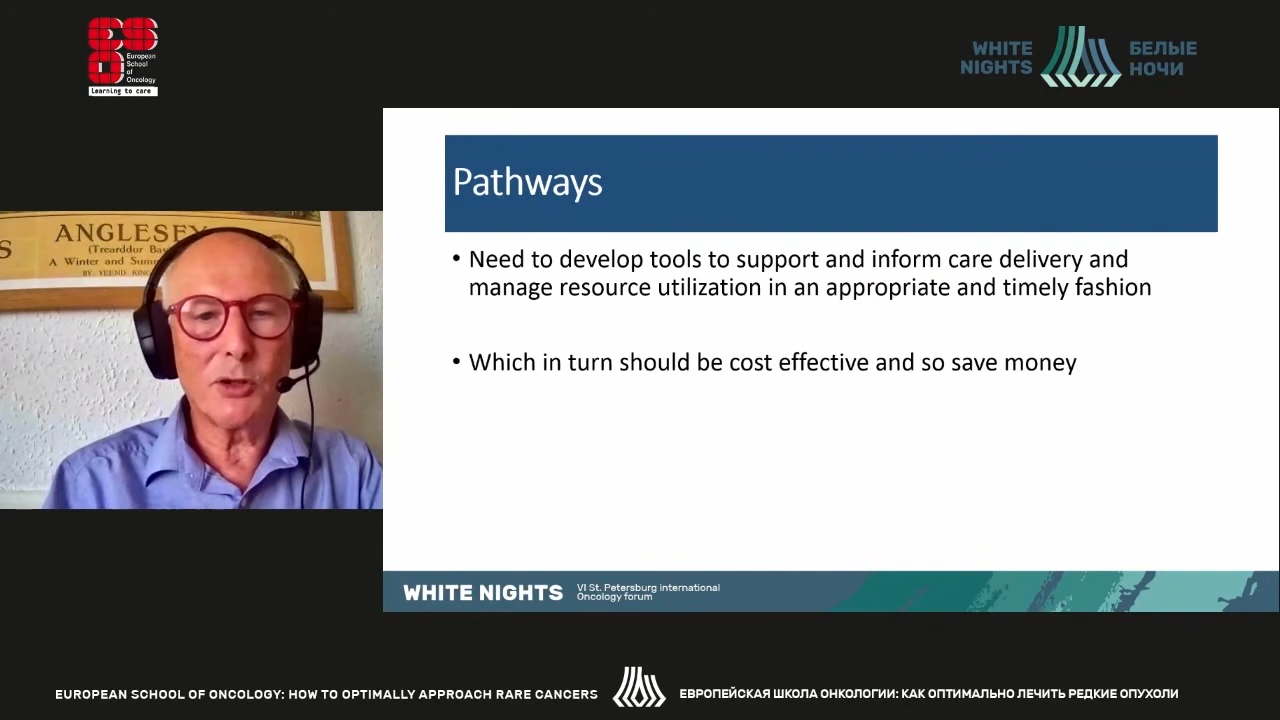 European
School
of
Oncology
Learning to care
WHITE
NIGHTS
БЕЛЫЕ
НОЧИ
Pathways
• Need to develop tools to support and inform care delivery and
manage resource utilization in an appropriate and timely fashion
• Which in turn should be cost effective and so save money
S
ANGLESEY
(Trearddur Bay
A Winter and
BY YEEND KING
WHITE NIGHTS
VI St. Petersburg international
Oncology forum
EUROPEAN SCHOOL OF ONCOLOGY: HOW TO OPTIMALLY APPROACH RARE CANCERS
ЕВРОПЕЙСКАЯ ШКОЛА ОНКОЛОГИИ: КАК ОПТИМАЛЬНО ЛЕЧИТЬ РЕДКИЕ ОПУХОЛИ